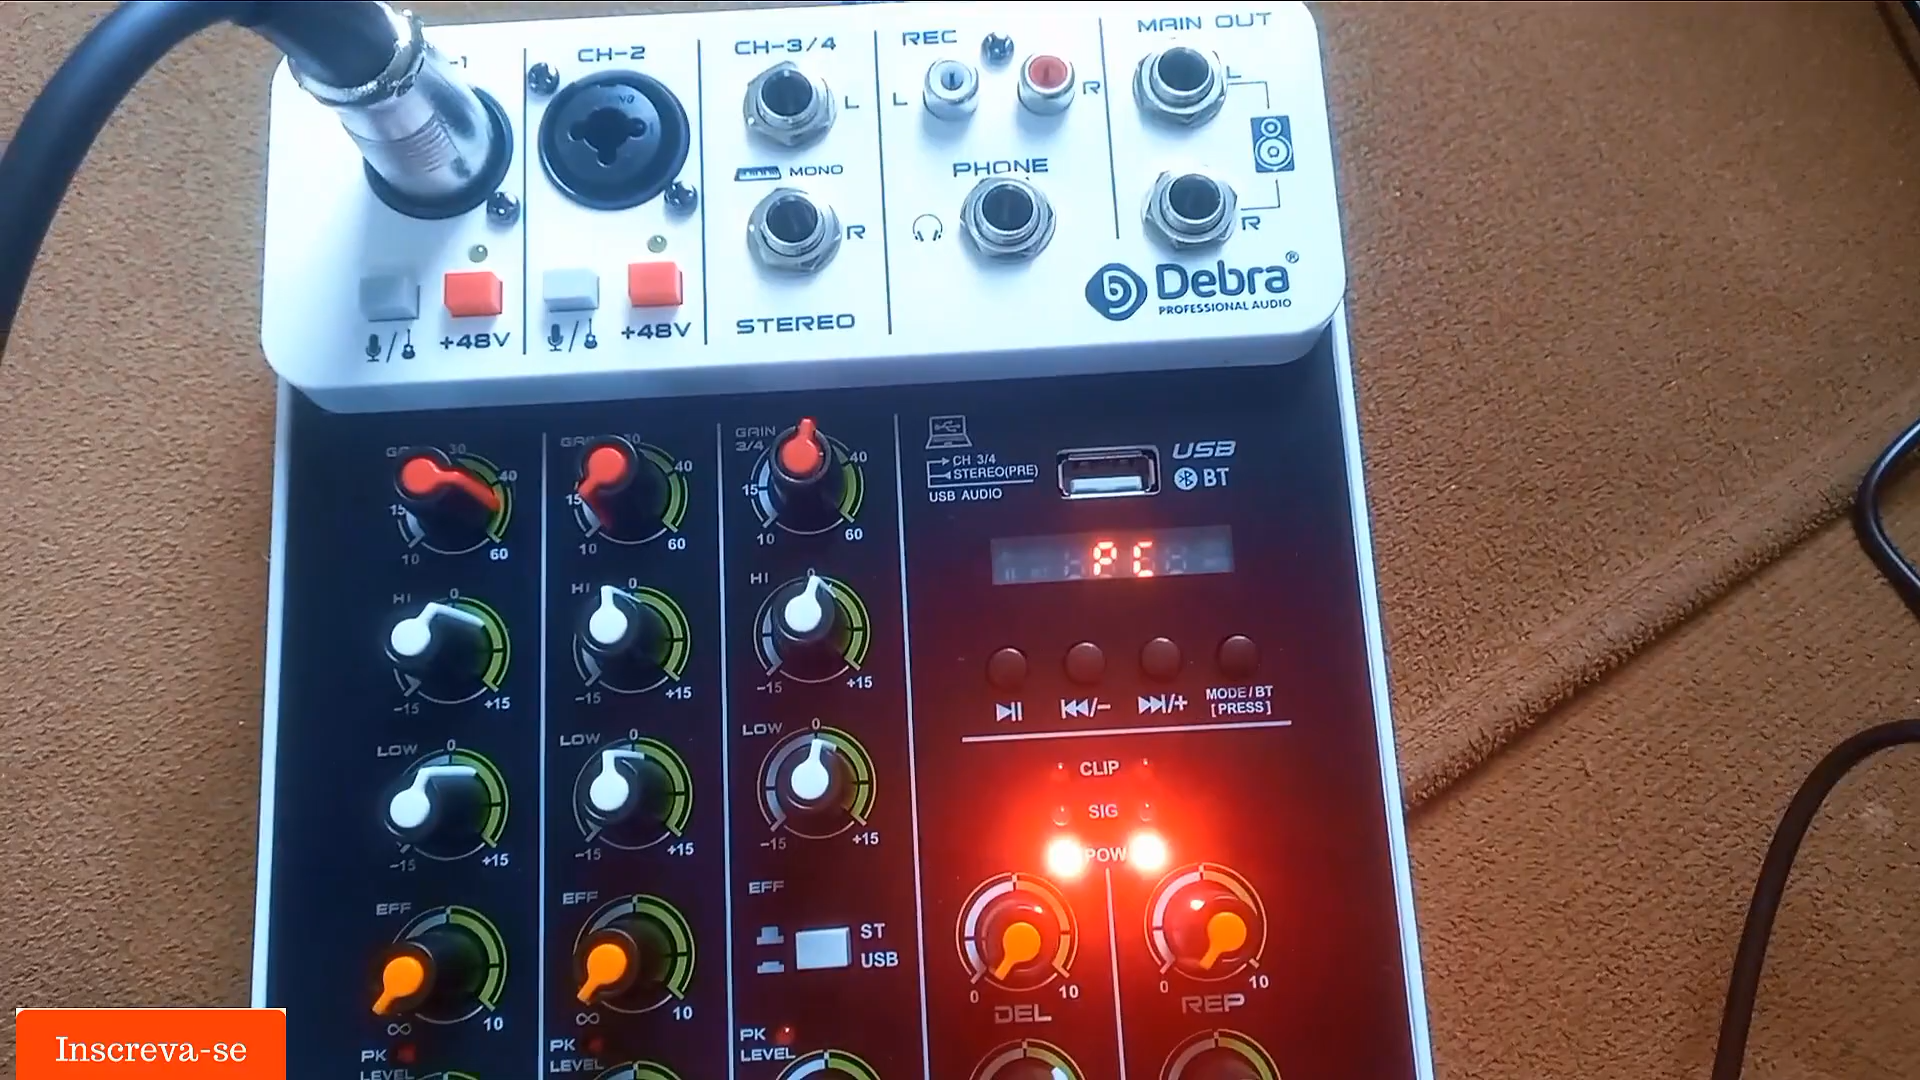 -1
CH-2
CH-3/4
REC
MAIN OUT
L
L
R
L
MONO
PHONE
R
R
+48V
+48V
STEREO
Debra®
PROFESSIONAL AUDIO
30
40
15
10
60
40
15
10
60
GAIN
3/4
40
15
10
60
CH 3/4
STEREO(PRE)
USB AUDIO
USB
BT
PC
HI
0
-15
+15
HI
0
-15
+15
HI
0
-15
+15
MODE/BT
[PRESS]
LOW
0
-15
+15
LOW
0
-15
+15
LOW
0
-15
+15
CLIP
SIG
POW
EFF
∞
10
EFF
∞
10
EFF
ST
USB
0
10
DEL
0
10
REP
PK
LEVEL
PK
LEVEL
PK
LEVEL
Inscreva-se